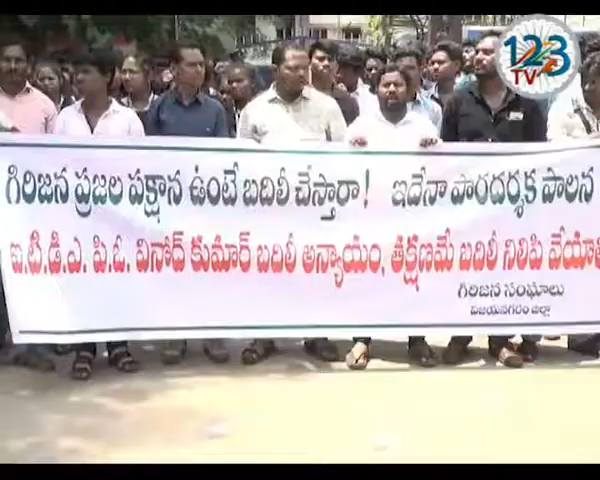 123
TV
గిరిజన ప్రజల పక్షాన ఉంటే బదిలీ చేస్తారా! ఇదేనా పారదర్శక పాలన
ఐ.టి.డి.ఎ. పి.ఓ. వినోద్ కుమార్ బదిలీ అన్యాయం, తక్షణమే బదిలీ నిలిపి వేయాలి
గిరిజన సంఘాలు
విజయనగరం జిల్లా